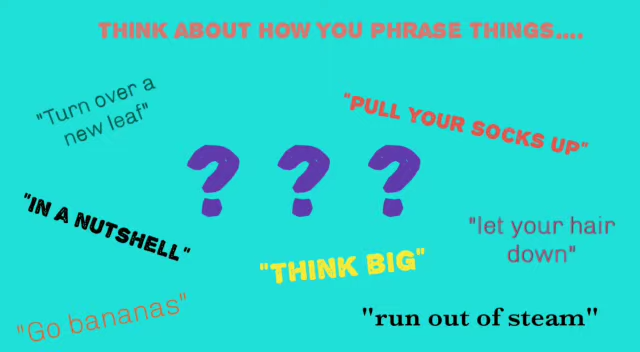 THINK ABOUT HOW YOU PHRASE THINGS....
"Turn over a
new leaf"
"PULL YOUR SOCKS UP"
? ? ?
"IN A NUTSHELL"
"let your hair
down"
"THINK BIG"
"Go bananas"
"run out of steam"